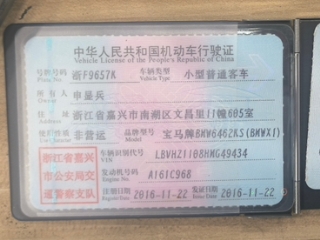 中华人民共和国机动车行驶证
Vehicle License of the People's Republic of China
号牌号码 浙F9657K 车辆类型 小型普通客车
Plate No. Vehicle Type
所有人 申屠兵
Owner
住址 浙江省嘉兴市南湖区文昌里11幢605室
Address
使用性质 非营运 品牌型号 宝马牌BMW6462KS(BMWX1)
Use Character Model
浙江省嘉兴
市公安局交
通警察支队
车辆识别代号 LBVHZ1108HMG49434
VIN
发动机号码 A161C968
Engine No.
注册日期 2016-11-22 发证日期 2016-11-22
Register Date Issue Date